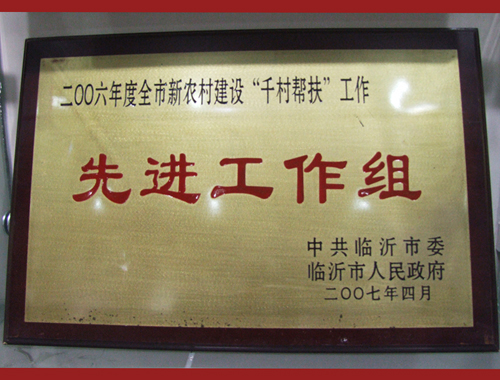 二〇〇六年度全市新农村建设“千村帮扶”工作
先进工作组
中共临沂市委
临沂市人民政府
二〇〇七年四月